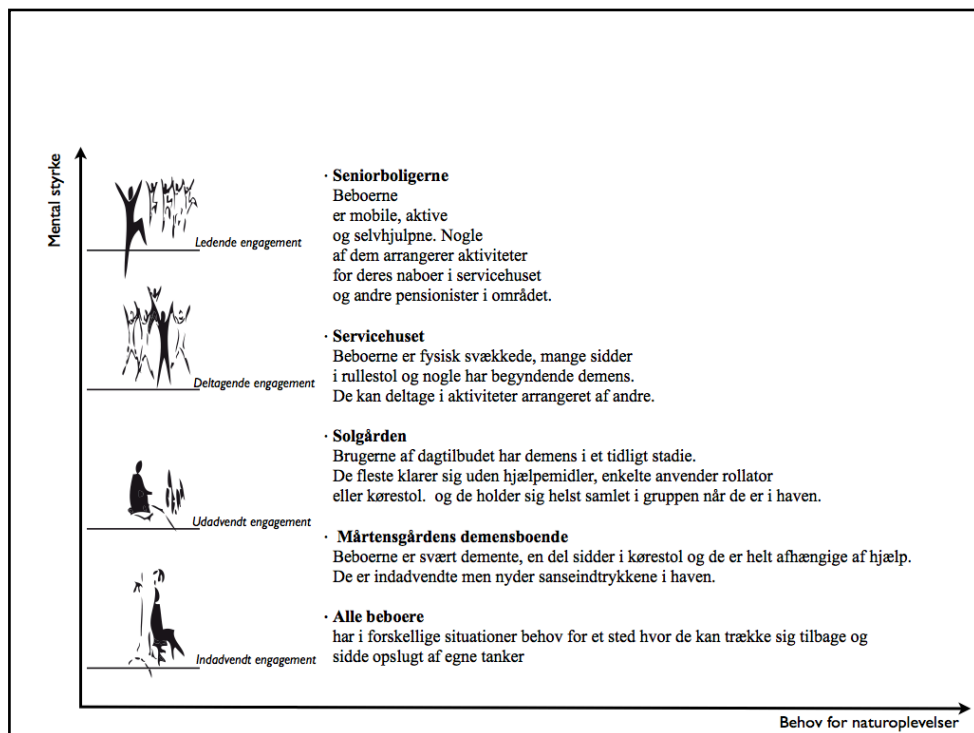 Mental styrke
· Seniorboligerne
Beboerne
er mobile, aktive
og selvhjulpne. Nogle
af dem arrangerer aktiviteter
for deres naboer i servicehuset
og andre pensionister i området.
Ledende engagement
· Servicehuset
Beboerne er fysisk svækkede, mange sidder
i rullestol og nogle har begyndende demens.
De kan deltage i aktiviteter arrangeret af andre.
Deltagende engagement
· Solgården
Brugerne af dagtilbudet har demens i et tidligt stadie.
De fleste klarer sig uden hjælpemidler, enkelte anvender rollator
eller kørestol. og de holder sig helst samlet i gruppen når de er i haven.
Udadvendt engagement
· Mårtensgårdens demensboende
Beboerne er svært demente, en del sidder i kørestol og de er helt afhængige af hjælp.
De er indadvendte men nyder sanseindtrykkene i haven.
· Alle beboere
har i forskellige situationer behov for et sted hvor de kan trække sig tilbage og
sidde opslugt af egne tanker
Indadvendt engagement
Behov for naturoplevelser